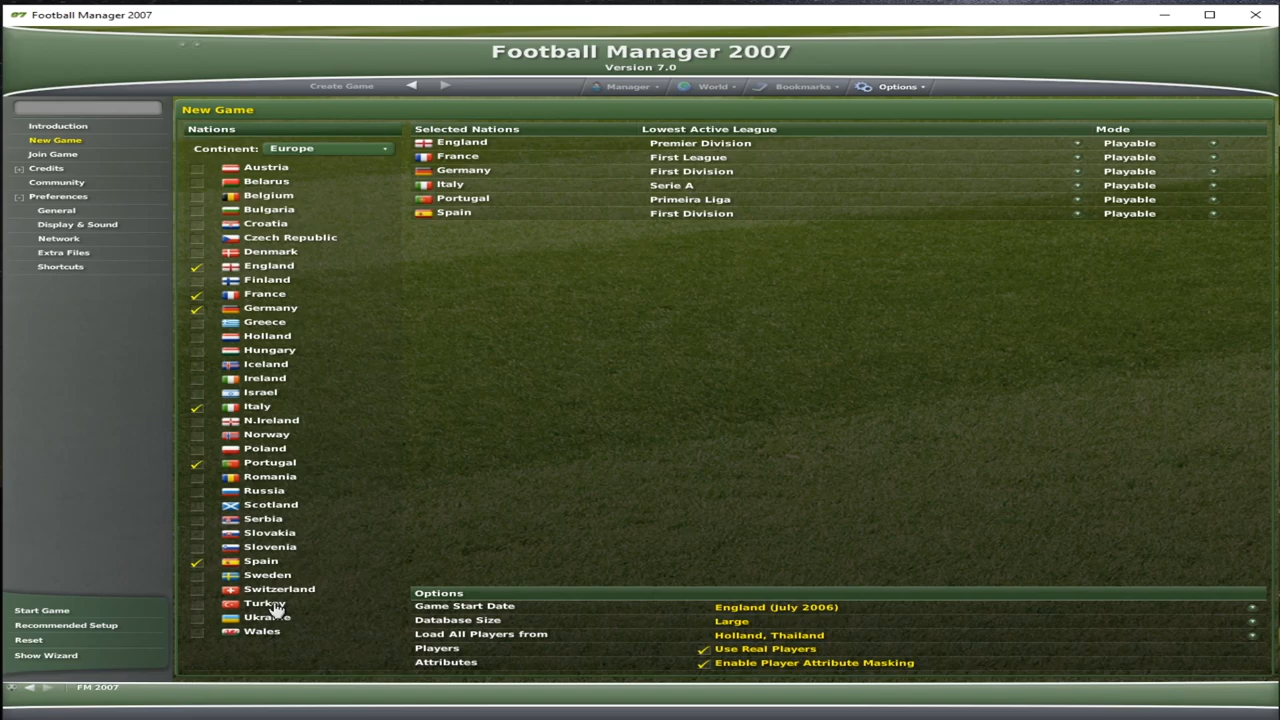 07 Football Manager 2007
Football Manager 2007
Version 7.0
Create Game Manager World Bookmarks Options
Introduction
New Game
Join Game
Credits
Community
Preferences
General
Display & Sound
Network
Extra Files
Shortcuts
Start Game
Recommended Setup
Reset
Show Wizard
New Game
Nations
Continent: Europe
Austria
Belarus
Belgium
Bulgaria
Croatia
Czech Republic
Denmark
England
Finland
France
Germany
Greece
Holland
Hungary
Iceland
Ireland
Israel
Italy
N.Ireland
Norway
Poland
Portugal
Romania
Russia
Scotland
Serbia
Slovakia
Slovenia
Spain
Sweden
Switzerland
Turkey
Ukraine
Wales
Selected Nations Lowest Active League Mode
England Premier Division Playable
France First League Playable
Germany First Division Playable
Italy Serie A Playable
Portugal Primeira Liga Playable
Spain First Division Playable
Options
Game Start Date England (July 2006)
Database Size Large
Load All Players from Holland, Thailand
Players Use Real Players
Attributes Enable Player Attribute Masking
FM 2007